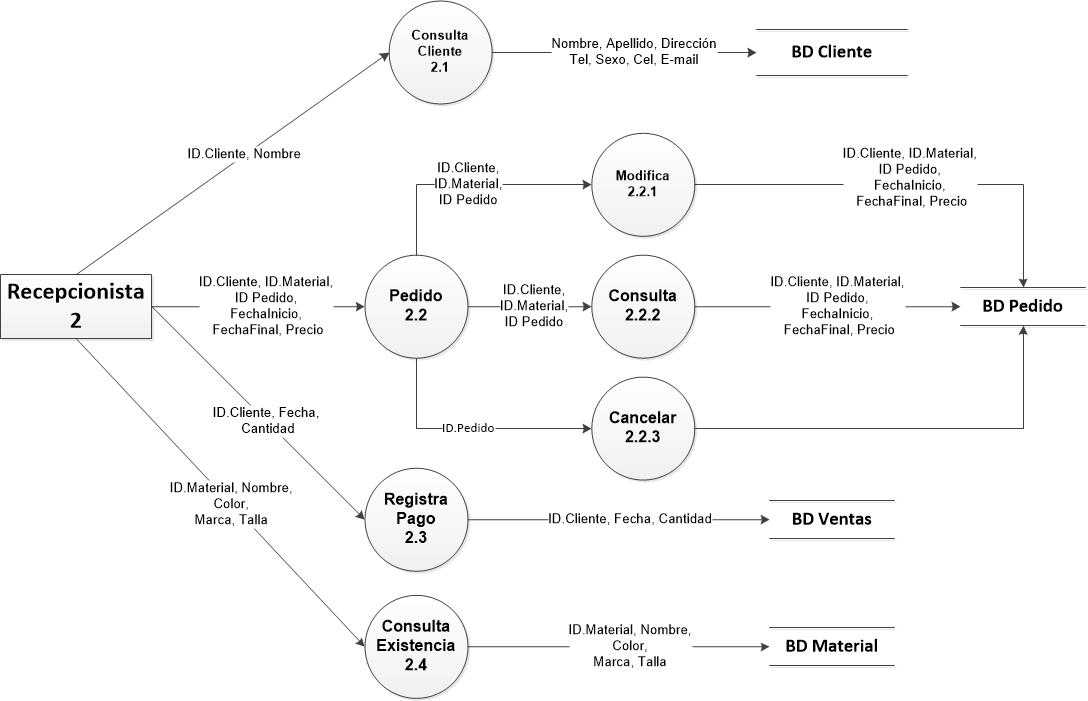 Consulta
Cliente
2.1
Nombre, Apellido, Dirección
Tel, Sexo, Cel, E-mail
BD Cliente
ID.Cliente, Nombre
ID.Cliente,
ID.Material,
ID Pedido
Modifica
2.2.1
ID.Cliente, ID.Material,
ID Pedido,
FechaInicio,
FechaFinal, Precio
Recepcionista
2
ID.Cliente, ID.Material,
ID Pedido,
FechaInicio,
FechaFinal, Precio
Pedido
2.2
ID.Cliente,
ID.Material,
ID Pedido
Consulta
2.2.2
ID.Cliente, ID.Material,
ID Pedido,
FechaInicio,
FechaFinal, Precio
BD Pedido
ID.Pedido
Cancelar
2.2.3
ID.Cliente, Fecha,
Cantidad
Registra
Pago
2.3
ID.Cliente, Fecha, Cantidad
BD Ventas
ID.Material, Nombre,
Color,
Marca, Talla
Consulta
Existencia
2.4
ID.Material, Nombre,
Color,
Marca, Talla
BD Material